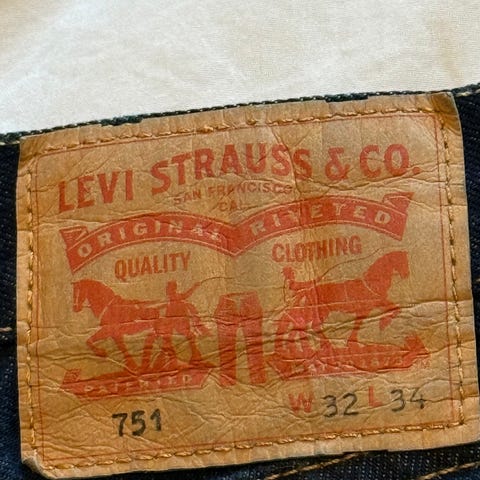 LEVI STRAUSS & CO.
SAN FRANCISCO
CAL
ORIGINAL RIVETED
QUALITY CLOTHING
PATENTED
751 W 32 L 34